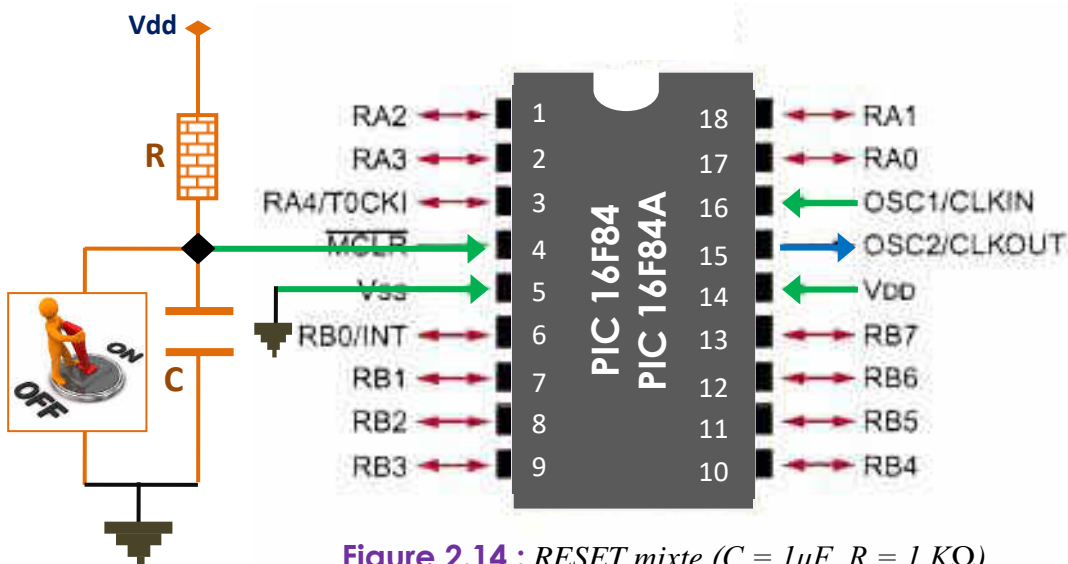 Vdd
R
C
ON
OFF
RA2
RA3
RA4/T0CKI
MCLR
Vss
RB0/INT
RB1
RB2
RB3
1
2
3
4
5
6
7
8
9
PIC 16F84
PIC 16F84A
18
17
16
15
14
13
12
11
10
RA1
RA0
OSC1/CLKIN
OSC2/CLKOUT
VDD
RB7
RB6
RB5
RB4
Figure 2.14 : RESET mixte (C = 1µF, R = 1 KΩ)